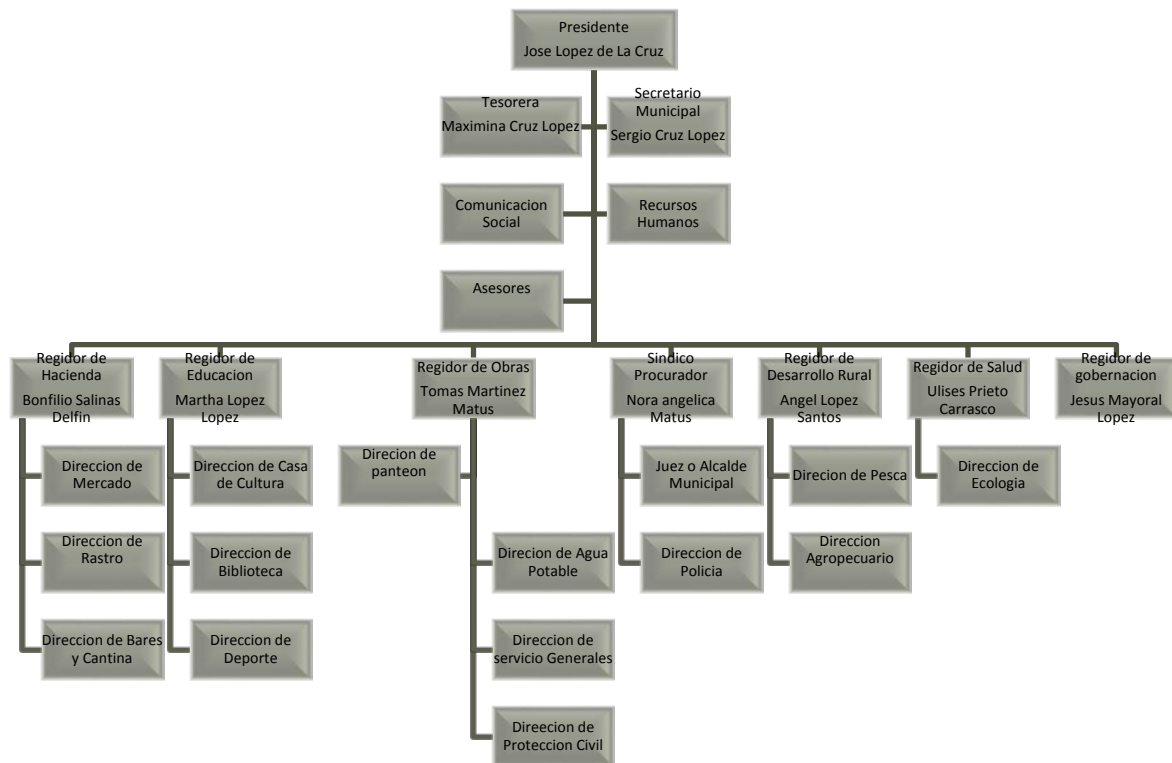 Presidente
Jose Lopez de La Cruz
Tesorera
Maximina Cruz Lopez
Secretario
Municipal
Sergio Cruz Lopez
Comunicacion
Social
Recursos
Humanos
Asesores
Regidor de
Hacienda
Bonfilio Salinas
Delfin
Regidor de
Educacion
Martha Lopez
Lopez
Regidor de Obras
Tomas Martinez
Matus
Sindico
Procurador
Nora angelica
Matus
Regidor de
Desarrollo Rural
Angel Lopez
Santos
Regidor de Salud
Ulises Prieto
Carrasco
Regidor de
gobernacion
Jesus Mayoral
Lopez
Direccion de
Mercado
Direccion de Casa
de Cultura
Direcion de
panteon
Juez o Alcalde
Municipal
Direcion de Pesca
Direccion de
Ecologia
Direccion de
Rastro
Direccion de
Biblioteca
Direcion de Agua
Potable
Direccion de
Policia
Direccion
Agropecuario
Direccion de Bares
y Cantina
Direccion de
Deporte
Direccion de
servicio Generales
Direecion de
Proteccion Civil